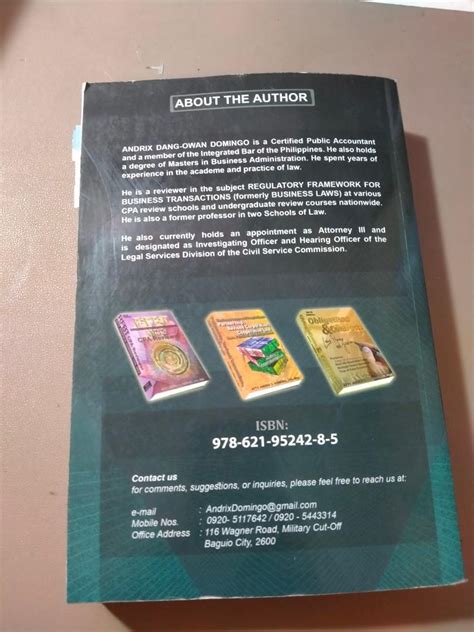 ABOUT THE AUTHOR
ANDRIX DANG-OWAN DOMINGO is a Certified Public Accountant
and a member of the Integrated Bar of the Philippines. He also holds
a degree of Masters in Business Administration. He spent years of
experience in the academe and practice of law.
He is a reviewer in the subject REGULATORY FRAMEWORK FOR
BUSINESS TRANSACTIONS (formerly BUSINESS LAWS) at various
CPA review schools and undergraduate review courses nationwide.
He is also a former professor in two Schools of Law.
He also currently holds an appointment as Attorney III and
is designated as Investigating Officer and Hearing Officer of the
Legal Services Division of the Civil Service Commission.
Partnership
Revised Corporation
Cooperative
Obligations
ISBN:
978-621-95242-8-5
Contact us
for comments, suggestions, or inquiries, please feel free to reach us at:
e-mail : AndrixDomingo@gmail.com
Mobile Nos. : 0920- 5117642 / 0920 - 5443314
Office Address : 116 Wagner Road, Military Cut-Off
Baguio City, 2600